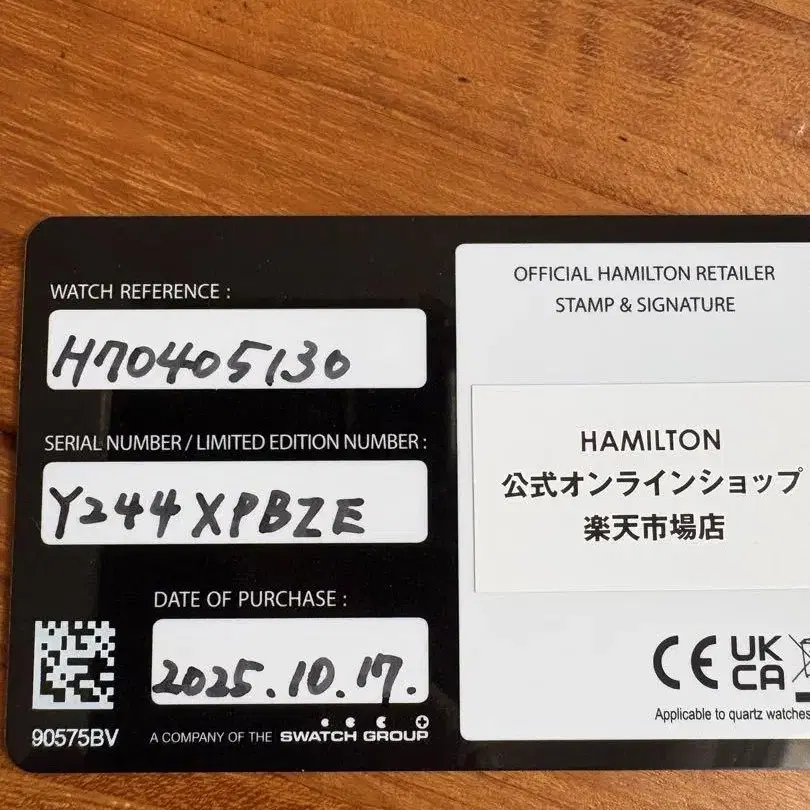 WATCH REFERENCE :
H70405130
SERIAL NUMBER / LIMITED EDITION NUMBER :
Y244XPBZE
DATE OF PURCHASE :
2025.10.17.
90575BV
A COMPANY OF THE SWATCH GROUP
OFFICIAL HAMILTON RETAILER
STAMP & SIGNATURE
HAMILTON
公式オンラインショップ
楽天市場店
CE UK
CA
Applicable to quartz watches